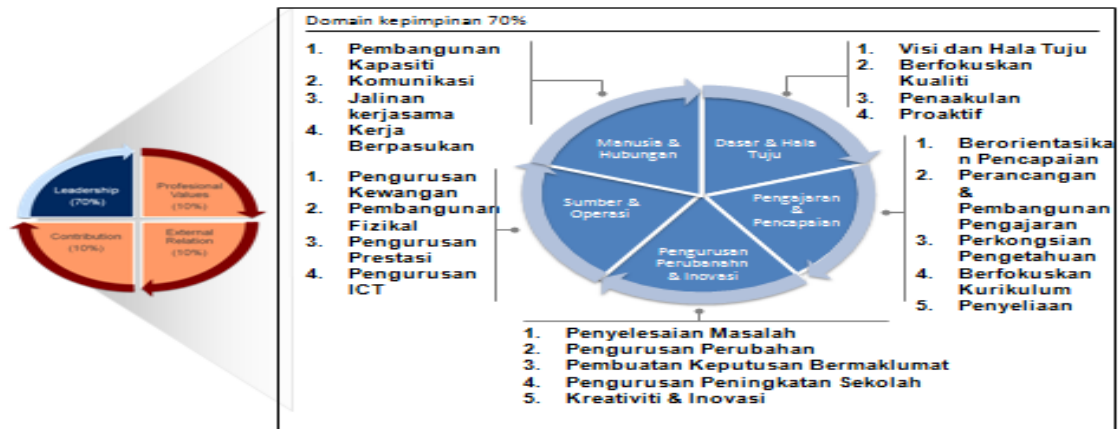 Domain kepimpinan 70%
1. Pembangunan
Kapasiti
2. Komunikasi
3. Jalinan
kerjasama
4. Kerja
Berpasukan
1. Visi dan Hala Tuju
2. Berfokuskan
Kualiti
3. Penaakulan
4. Proaktif
Manusia &
Hubungan
Dasar & Hala
Tuju
Sumber &
Operasi
Pengajaran
&
Pencapaian
Pengurusan
Perubanahn
& Inovasi
1. Berorientasika
n Pencapaian
2. Perancangan
&
Pembangunan
Pengajaran
3. Perkongsian
Pengetahuan
4. Berfokuskan
Kurikulum
5. Penyeliaan
1. Pengurusan
Kewangan
2. Pembangunan
Fizikal
3. Pengurusan
Prestasi
4. Pengurusan
ICT
Leadership
(70%)
Profesional
Values
(10%)
Contribution
(10%)
External
Relation
(10%)
1. Penyelesaian Masalah
2. Pengurusan Perubahan
3. Pembuatan Keputusan Bermaklumat
4. Pengurusan Peningkatan Sekolah
5. Kreativiti & Inovasi